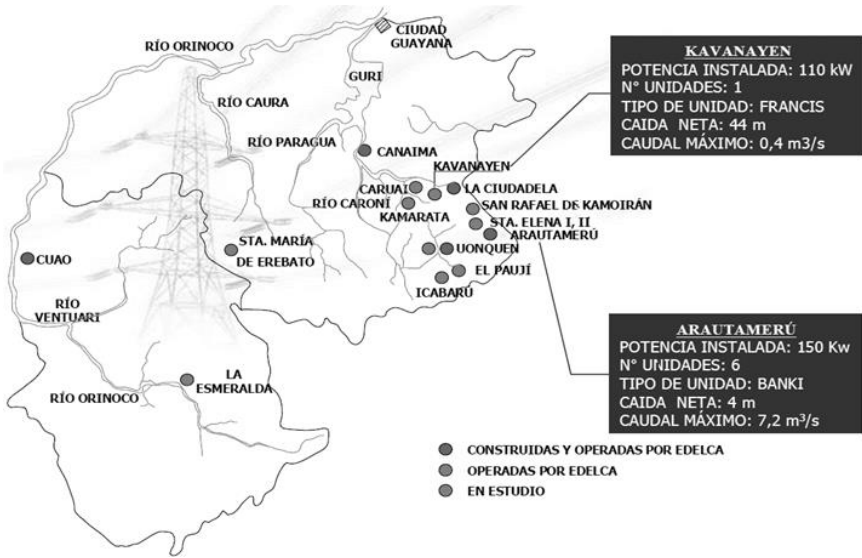 CIUDAD
GUAYANA
RÍO ORINOCO
GURI
RÍO CAURA
RÍO PARAGUA
CANAIMA
KAVANAYEN
CARUAI
LA CIUDADELA
RÍO CARONÍ
SAN RAFAEL DE KAMOIRÁN
KAMARATA
STA. ELENA I, II
ARAUTAMERÚ
STA. MARÍA
DE EREBATO
UONQUEN
CUAO
EL PAUJÍ
ICABARÚ
RÍO
VENTUARI
LA
ESMERALDA
RÍO ORINOCO
KAVANAYEN
POTENCIA INSTALADA: 110 kW
N° UNIDADES: 1
TIPO DE UNIDAD: FRANCIS
CAIDA NETA: 44 m
CAUDAL MÁXIMO: 0,4 m3/s
ARAUTAMERÚ
POTENCIA INSTALADA: 150 Kw
N° UNIDADES: 6
TIPO DE UNIDAD: BANKI
CAIDA NETA: 4 m
CAUDAL MÁXIMO: 7,2 m³/s
CONSTRUIDAS Y OPERADAS POR EDELCA
OPERADAS POR EDELCA
EN ESTUDIO